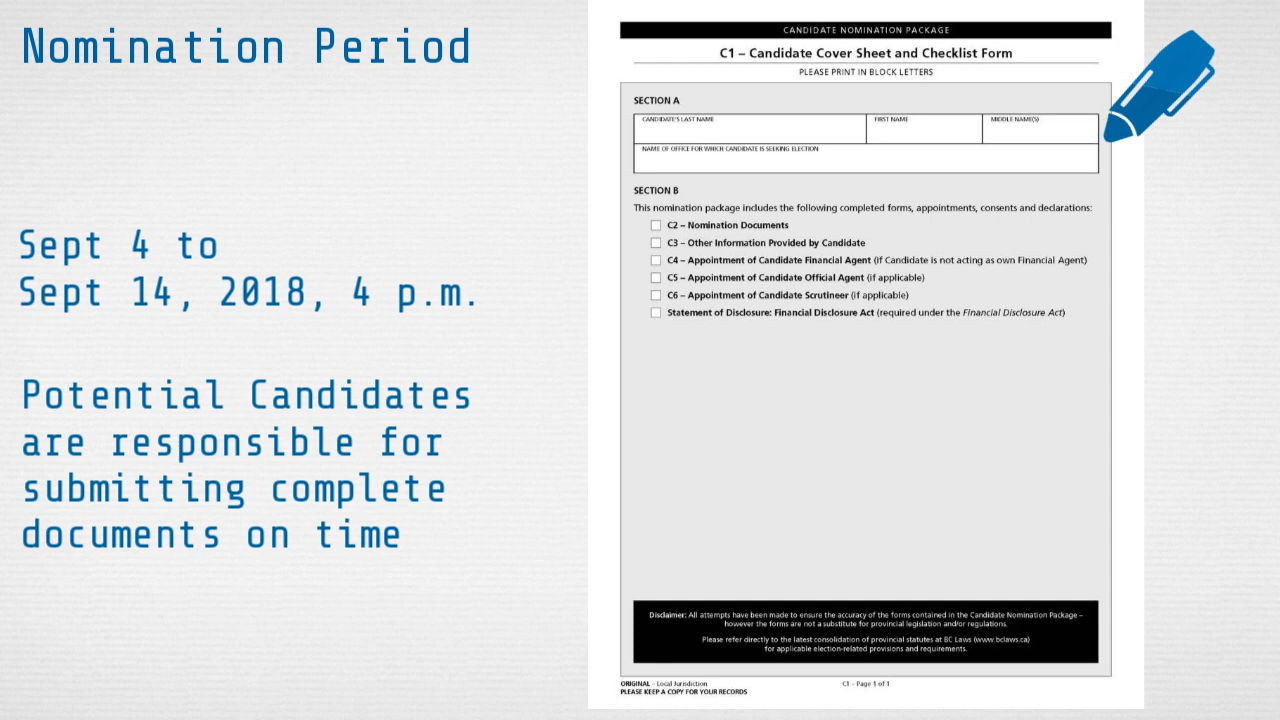 Nomination Period
Sept 4 to
Sept 14, 2018, 4 p.m.
Potential Candidates
are responsible for
submitting complete
documents on time
CANDIDATE NOMINATION PACKAGE
C1 – Candidate Cover Sheet and Checklist Form
PLEASE PRINT IN BLOCK LETTERS
SECTION A
CANDIDATE'S LAST NAME
FIRST NAME
MIDDLE NAME(S)
NAME OF OFFICE FOR WHICH CANDIDATE IS SEEKING ELECTION
SECTION B
This nomination package includes the following completed forms, appointments, consents and declarations:
C2 – Nomination Documents
C3 – Other Information Provided by Candidate
C4 – Appointment of Candidate Financial Agent (if Candidate is not acting as own Financial Agent)
C5 – Appointment of Candidate Official Agent (if applicable)
C6 – Appointment of Candidate Scrutineer (if applicable)
Statement of Disclosure: Financial Disclosure Act (required under the Financial Disclosure Act)
Disclaimer: All attempts have been made to ensure the accuracy of the forms contained in the Candidate Nomination Package –
however the forms are not a substitute for provincial legislation and/or regulations.
Please refer directly to the latest consolidation of provincial statutes at BC Laws (www.bclaws.ca)
for applicable election-related provisions and requirements.
ORIGINAL – Local Jurisdiction
C1 – Page 1 of 1
PLEASE KEEP A COPY FOR YOUR RECORDS